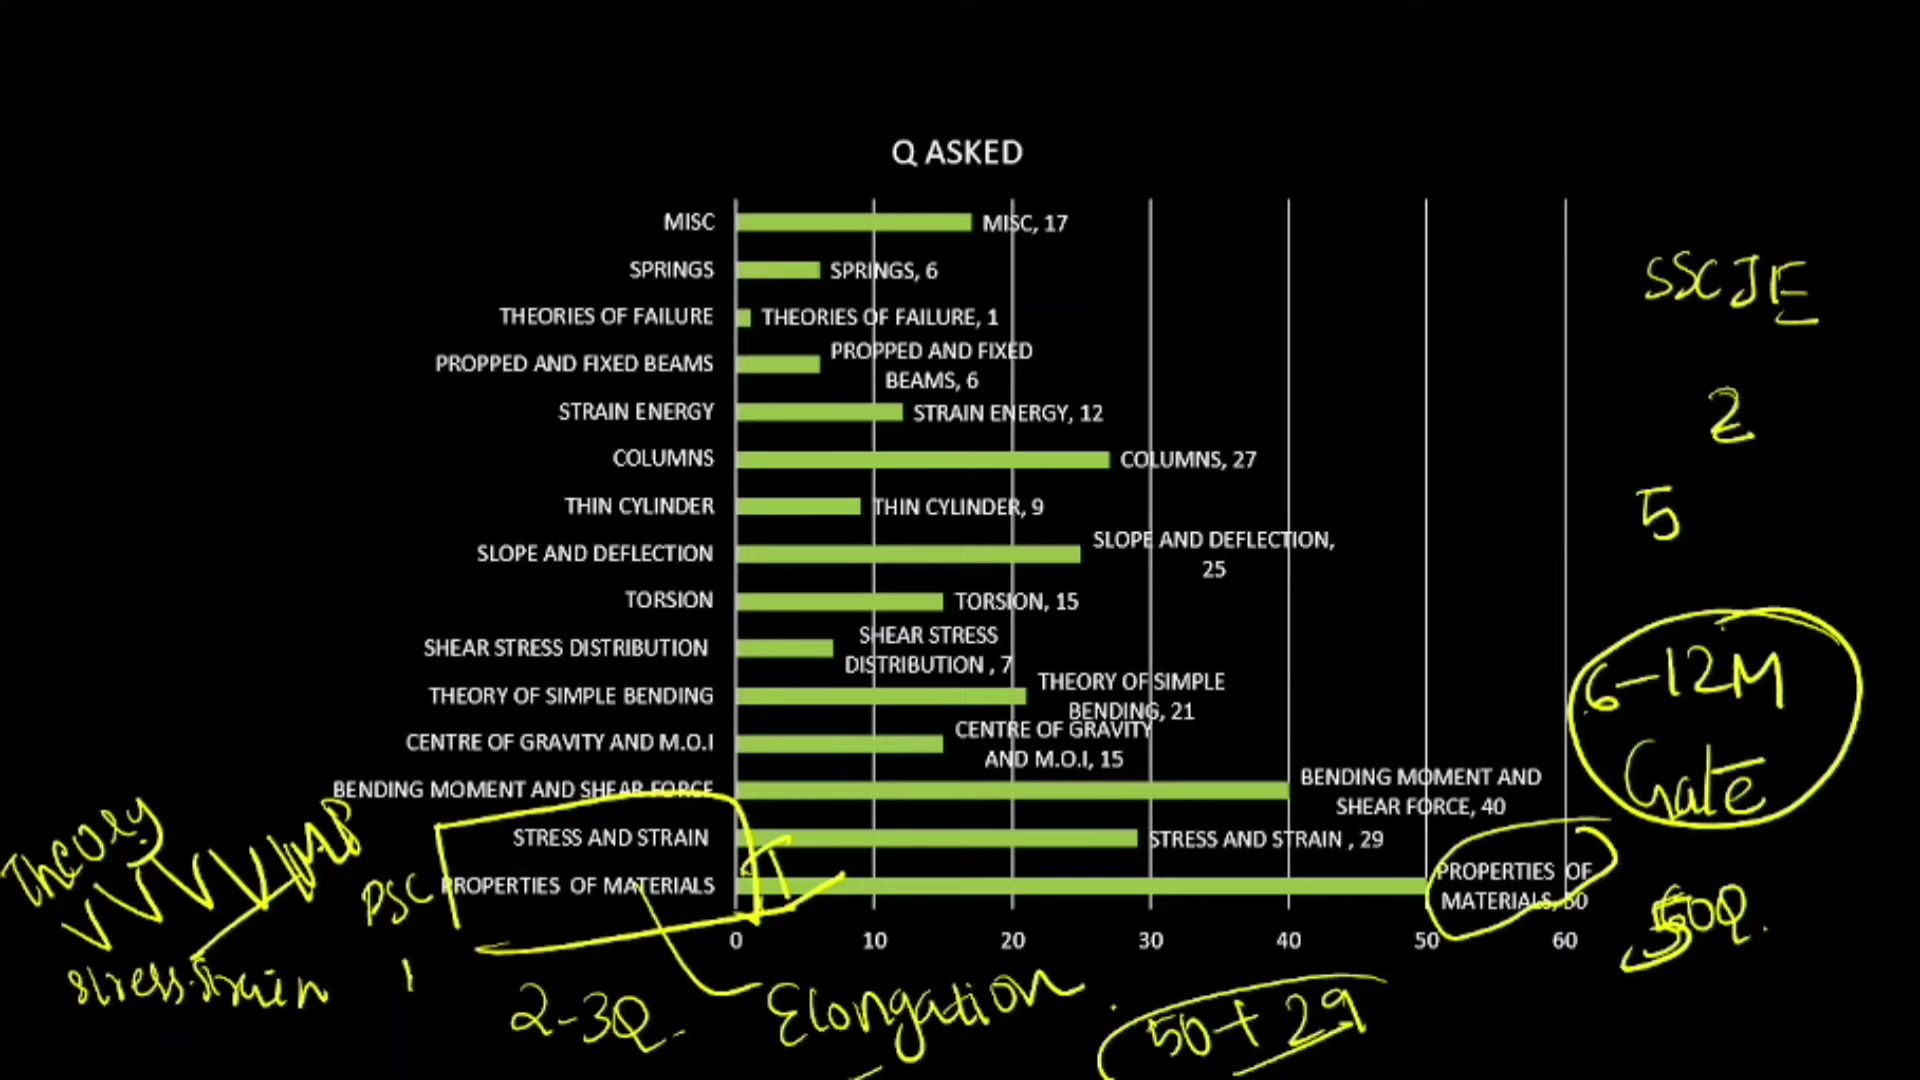 Q ASKED
MISC
MISC, 17
SPRINGS
SPRINGS, 6
THEORIES OF FAILURE
THEORIES OF FAILURE, 1
PROPPED AND FIXED BEAMS
PROPPED AND FIXED
BEAMS, 6
STRAIN ENERGY
STRAIN ENERGY, 12
COLUMNS
COLUMNS, 27
THIN CYLINDER
THIN CYLINDER, 9
SLOPE AND DEFLECTION
SLOPE AND DEFLECTION,
25
TORSION
TORSION, 15
SHEAR STRESS DISTRIBUTION
SHEAR STRESS
DISTRIBUTION , 7
THEORY OF SIMPLE BENDING
THEORY OF SIMPLE
BENDING, 21
CENTRE OF GRAVITY AND M.O.I
CENTRE OF GRAVITY
AND M.O.I, 15
BENDING MOMENT AND SHEAR FORCE
BENDING MOMENT AND
SHEAR FORCE, 40
STRESS AND STRAIN
STRESS AND STRAIN , 29
PROPERTIES OF MATERIALS
PROPERTIES OF
MATERIALS, 50
0 10 20 30 40 50 60
SSCJE
2
5
6-12M
Gate
50Q.
Theory
PSC
1
stress-strain
2-3Q.
Elongation
50+29